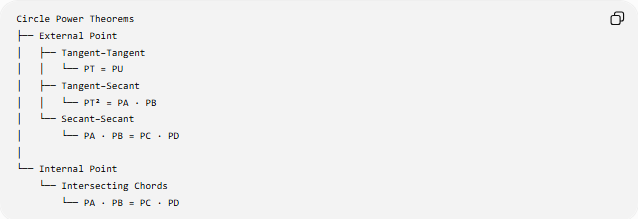 Circle Power Theorems
├── External Point
│   ├── Tangent–Tangent
│   │   └── PT = PU
│   ├── Tangent–Secant
│   │   └── PT² = PA · PB
│   └── Secant–Secant
│       └── PA · PB = PC · PD
│
└── Internal Point
    └── Intersecting Chords
        └── PA · PB = PC · PD